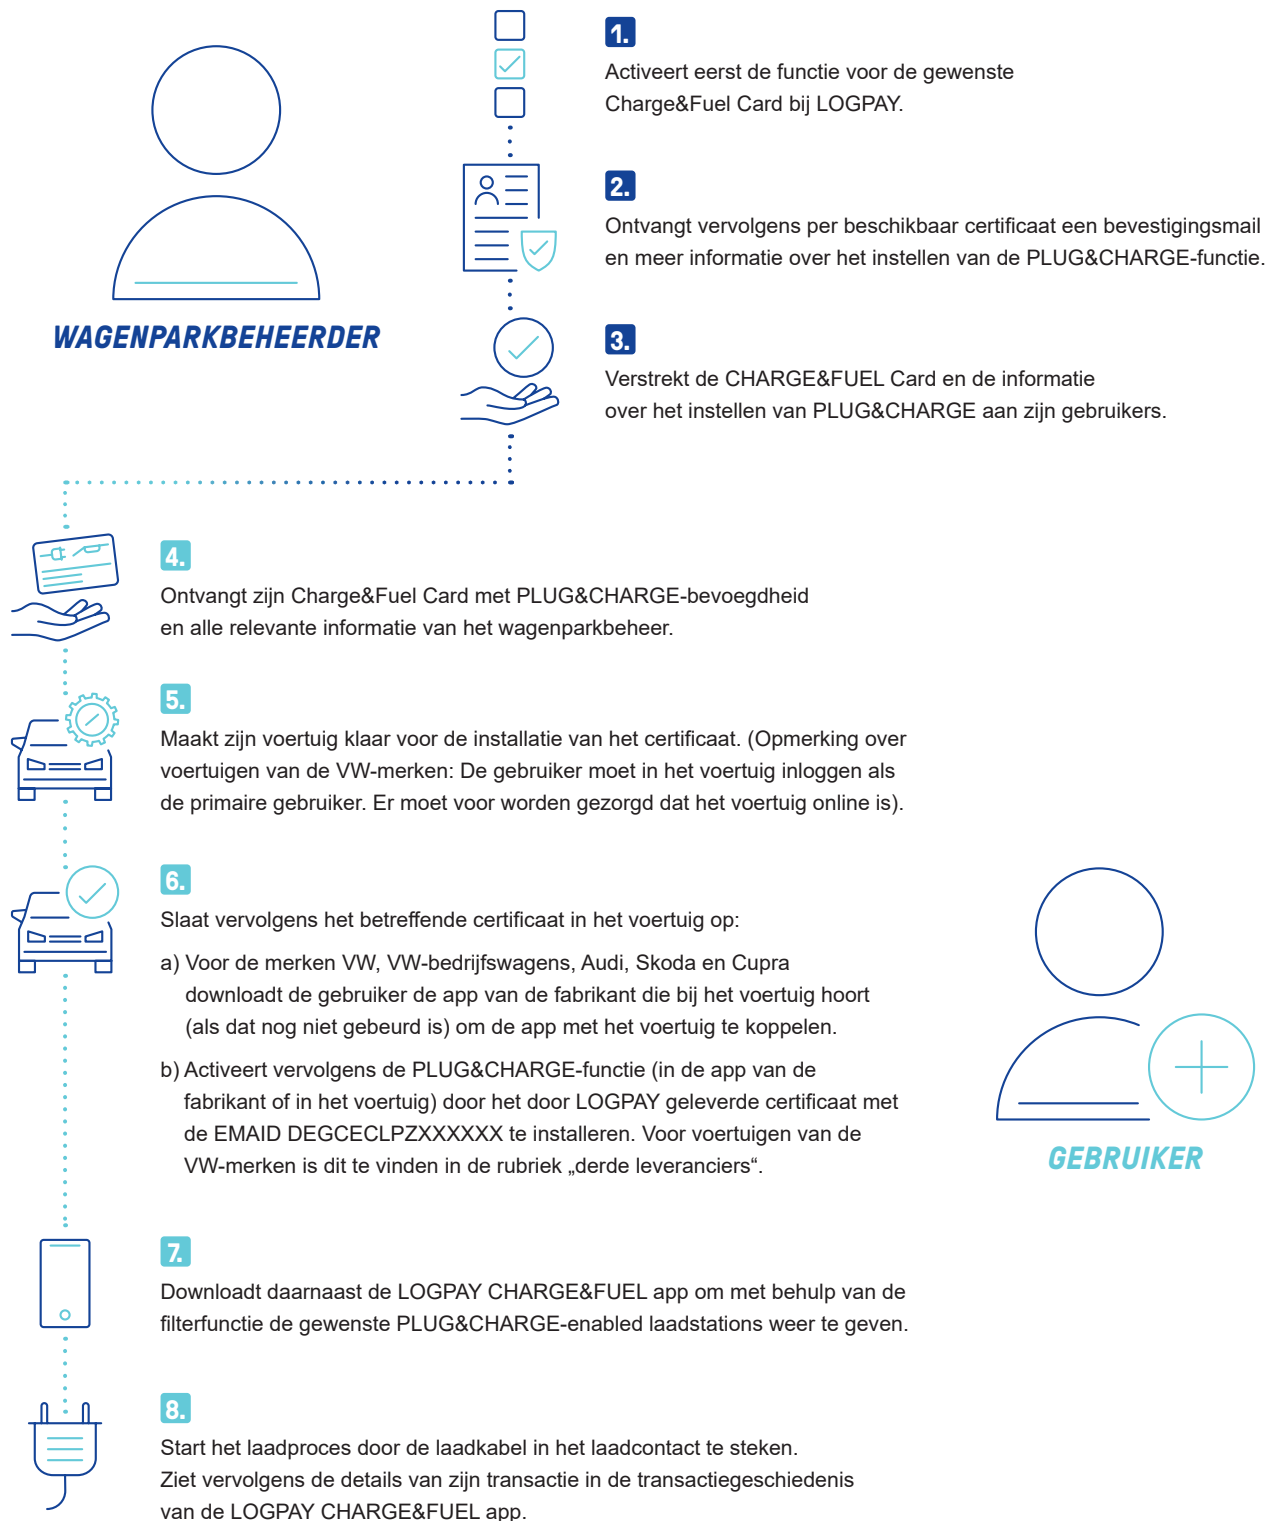 1.
Activeert eerst de functie voor de gewenste
Charge&Fuel Card bij LOGPAY.
2.
Ontvangt vervolgens per beschikbaar certificaat een bevestigingsmail
en meer informatie over het instellen van de PLUG&CHARGE-functie.
WAGENPARKBEHEERDER
3.
Verstrekt de CHARGE&FUEL Card en de informatie
over het instellen van PLUG&CHARGE aan zijn gebruikers.
4.
Ontvangt zijn Charge&Fuel Card met PLUG&CHARGE-bevoegdheid
en alle relevante informatie van het wagenparkbeheer.
5.
Maakt zijn voertuig klaar voor de installatie van het certificaat. (Opmerking over
voertuigen van de VW-merken: De gebruiker moet in het voertuig inloggen als
de primaire gebruiker. Er moet voor worden gezorgd dat het voertuig online is).
6.
Slaat vervolgens het betreffende certificaat in het voertuig op:
a) Voor de merken VW, VW-bedrijfswagens, Audi, Skoda en Cupra
downloadt de gebruiker de app van de fabrikant die bij het voertuig hoort
(als dat nog niet gebeurd is) om de app met het voertuig te koppelen.
b) Activeert vervolgens de PLUG&CHARGE-functie (in de app van de
fabrikant of in het voertuig) door het door LOGPAY geleverde certificaat met
de EMAID DEGCECLPZXXXXXX te installeren. Voor voertuigen van de
VW-merken is dit te vinden in de rubriek „derde leveranciers“.
GEBRUIKER
7.
Downloadt daarnaast de LOGPAY CHARGE&FUEL app om met behulp van de
filterfunctie de gewenste PLUG&CHARGE-enabled laadstations weer te geven.
8.
Start het laadproces door de laadkabel in het laadcontact te steken.
Ziet vervolgens de details van zijn transactie in de transactiegeschiedenis
van de LOGPAY CHARGE&FUEL app.